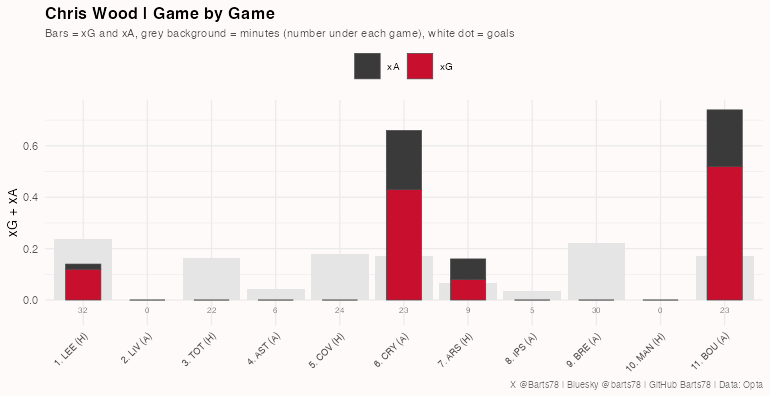 Chris Wood | Game by Game
Bars = xG and xA, grey background = minutes (number under each game), white dot = goals
xA xG
xG + xA
0.6
0.4
0.2
0.0
32 0 22 6 24 23 9 5 30 0 23
1. LEE (H)
2. LIV (A)
3. TOT (H)
4. AST (A)
5. COV (H)
6. CRY (A)
7. ARS (H)
8. IPS (A)
9. BRE (A)
10. MAN (H)
11. BOU (A)
X @Barts78 | Bluesky @barts78 | GitHub Barts78 | Data: Opta